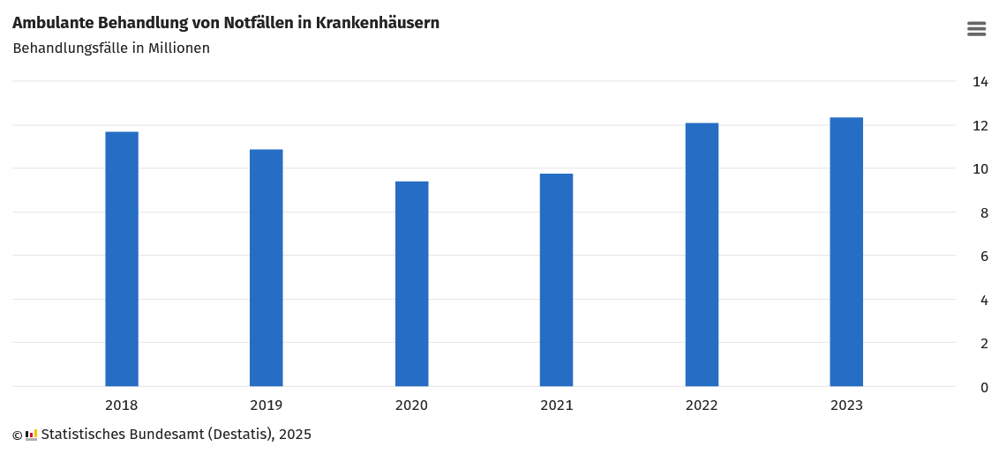 Ambulante Behandlung von Notfällen in Krankenhäusern
Behandlungsfälle in Millionen
14
12
10
8
6
4
2
0
2018 2019 2020 2021 2022 2023
© Statistisches Bundesamt (Destatis), 2025